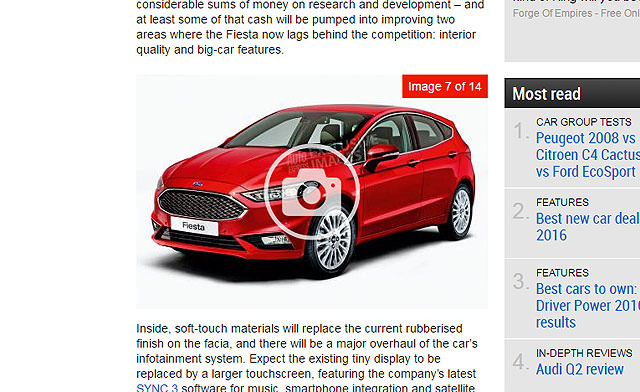 considerable sums of money on research and development – and
at least some of that cash will be pumped into improving two
areas where the Fiesta now lags behind the competition: interior
quality and big-car features.
Image 7 of 14
Ford
Fiesta
Inside, soft-touch materials will replace the current rubberised
finish on the facia, and there will be a major overhaul of the car's
infotainment system. Expect the existing tiny display to be
replaced by a larger touchscreen, featuring the company's latest
SYNC 3 software for music, smartphone integration and satellite
Forge Of Empires - Free Onl
Most read
1.
CAR GROUP TESTS
Peugeot 2008 vs
Citroen C4 Cactus
vs Ford EcoSport
2.
FEATURES
Best new car deal
2016
3.
FEATURES
Best cars to own:
Driver Power 2016
results
4.
IN-DEPTH REVIEWS
Audi Q2 review